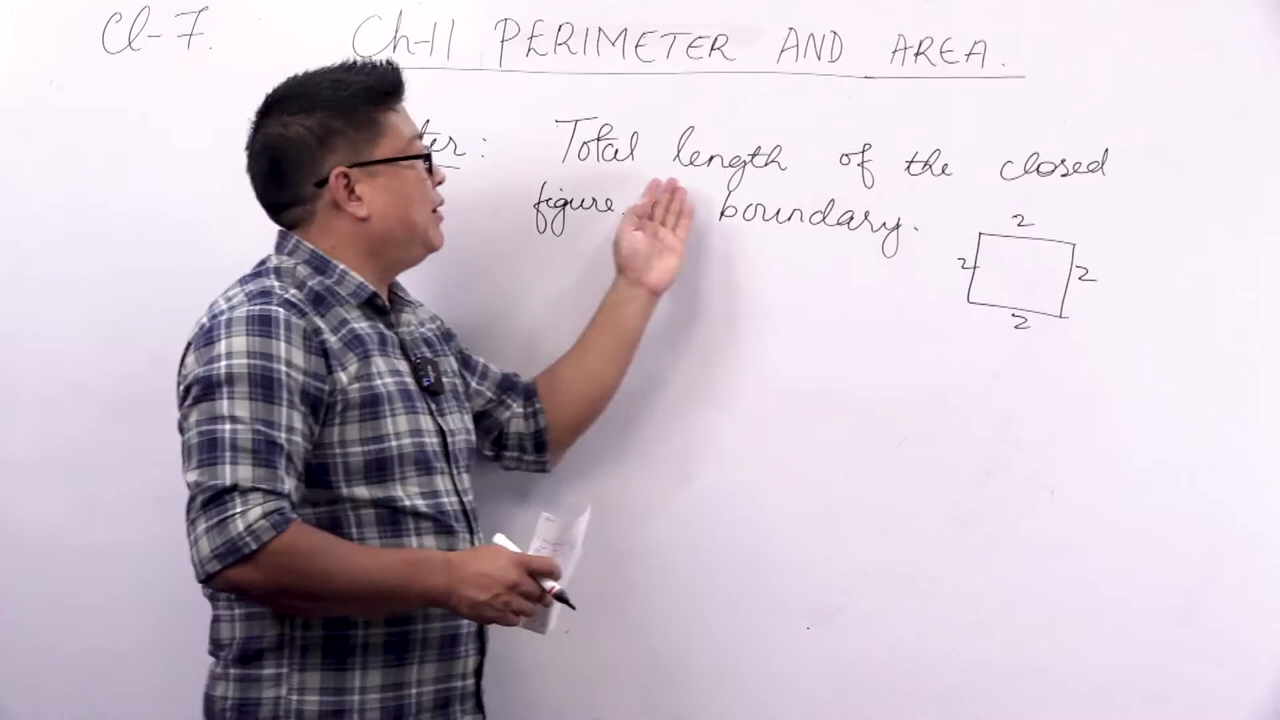 Cl-7.
Ch-11 PERIMETER AND AREA.
ter: Total length of the closed
figure. boundary.
2
2
2
2